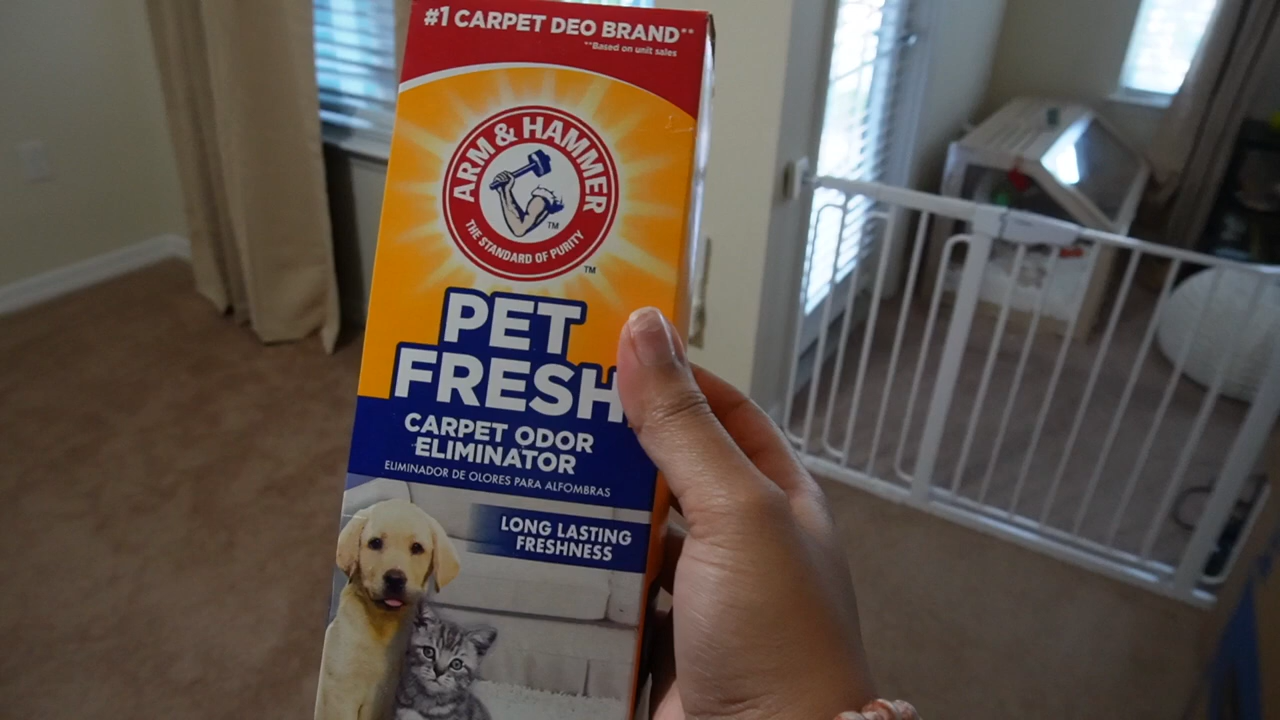 #1 CARPET DEO BRAND**
**Based on unit sales
ARM & HAMMER
THE STANDARD OF PURITY
TM
TM
PET
FRESH
CARPET ODOR
ELIMINATOR
ELIMINADOR DE OLORES PARA ALFOMBRAS
LONG LASTING
FRESHNESS